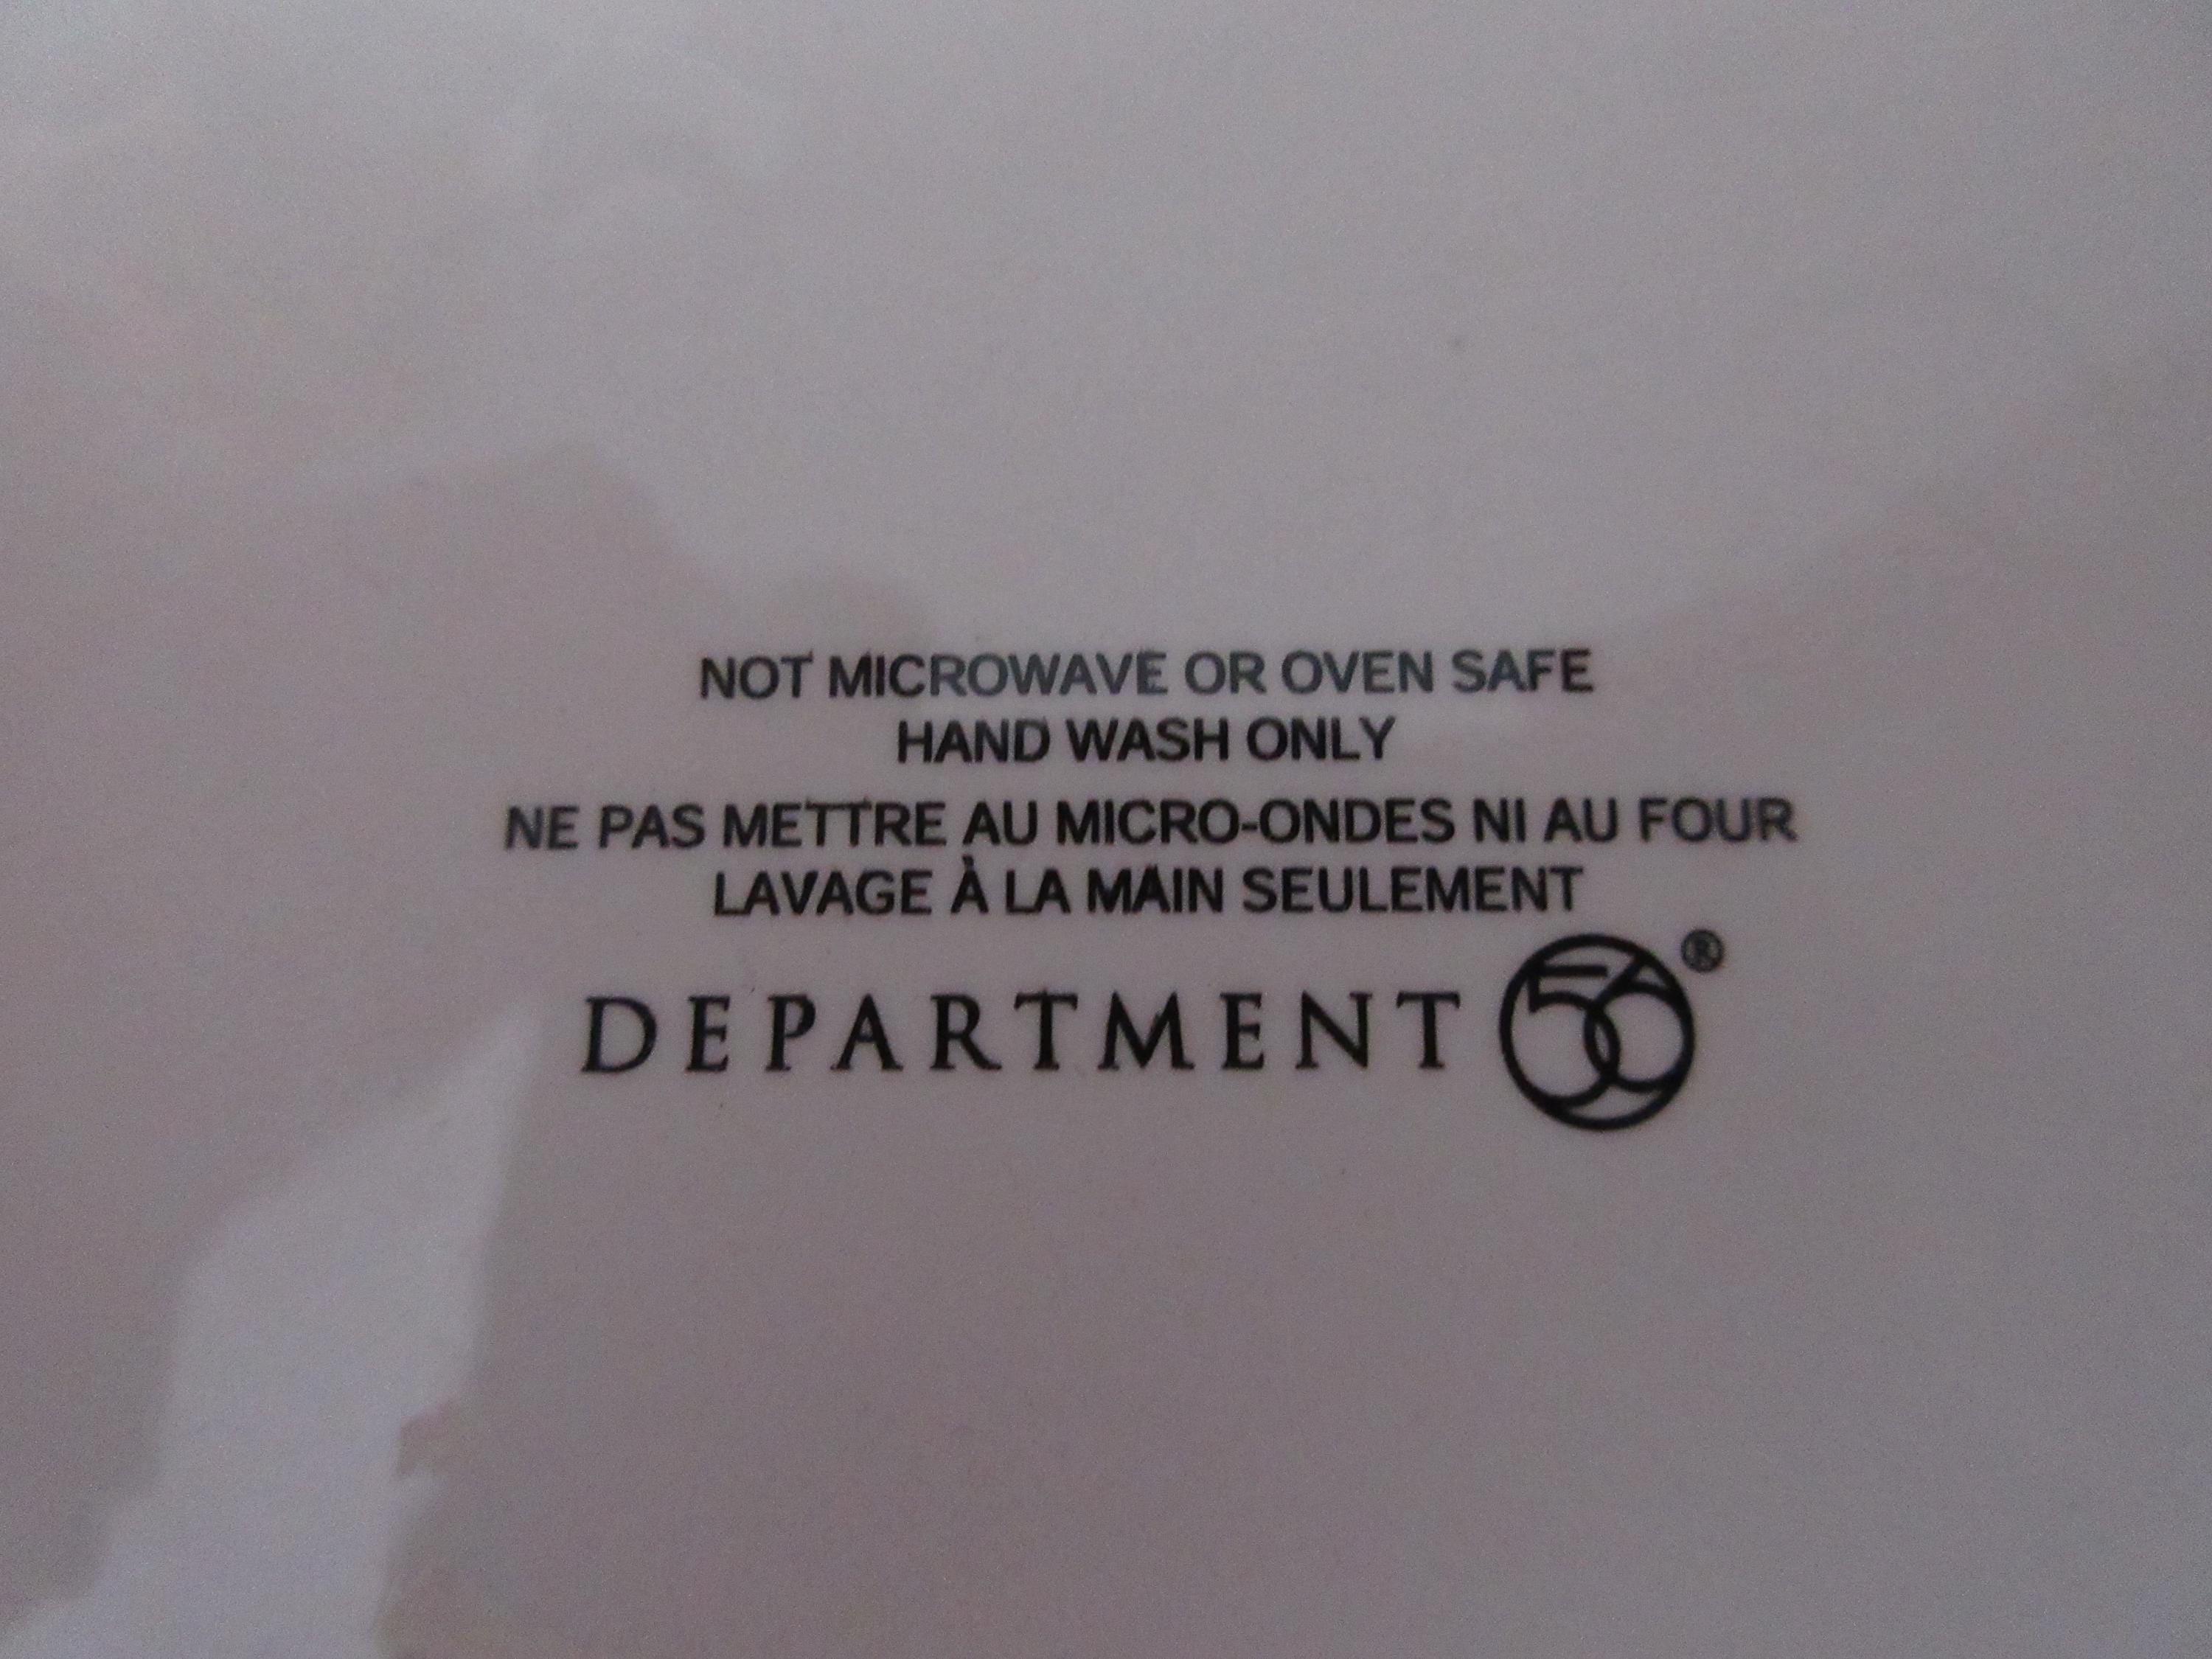 NOT MICROWAVE OR OVEN SAFE
HAND WASH ONLY
NE PAS METTRE AU MICRO-ONDES NI AU FOUR
LAVAGE À LA MAIN SEULEMENT
DEPARTMENT 56®